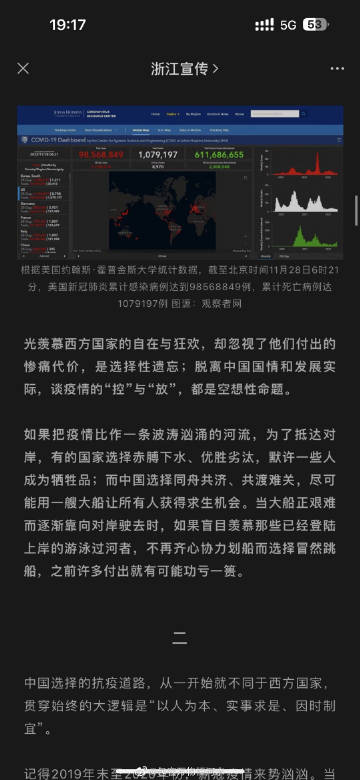 19:17
5G 53
浙江宣传
COVID-19 Dashboard
98,568,849
1,079,197
611,686,655
根据美国约翰斯·霍普金斯大学统计数据，截至北京时间11月28日6时21
分，美国新冠肺炎累计感染病例达到98568849例，累计死亡病例达
1079197例 图源：观察者网
光羡慕西方国家的自在与狂欢，却忽视了他们付出的
惨痛代价，是选择性遗忘；脱离中国国情和发展实
际，谈疫情的“控”与“放”，都是空想性命题。
如果把疫情比作一条波涛汹涌的河流，为了抵达对
岸，有的国家选择赤膊下水、优胜劣汰，默许一些人
成为牺牲品；而中国选择同舟共济、共渡难关，尽可
能用一艘大船让所有人获得求生机会。当大船正艰难
而逐渐靠向对岸驶去时，如果盲目羡慕那些已经登陆
上岸的游泳过河者，不再齐心协力划船而选择冒然跳
船，之前许多付出就有可能功亏一篑。
二
中国选择的抗疫道路，从一开始就不同于西方国家，
贯穿始终的大逻辑是“以人为本、实事求是、因时制
宜”。
记得2019年末至2020年初，新冠疫情来势汹汹。当